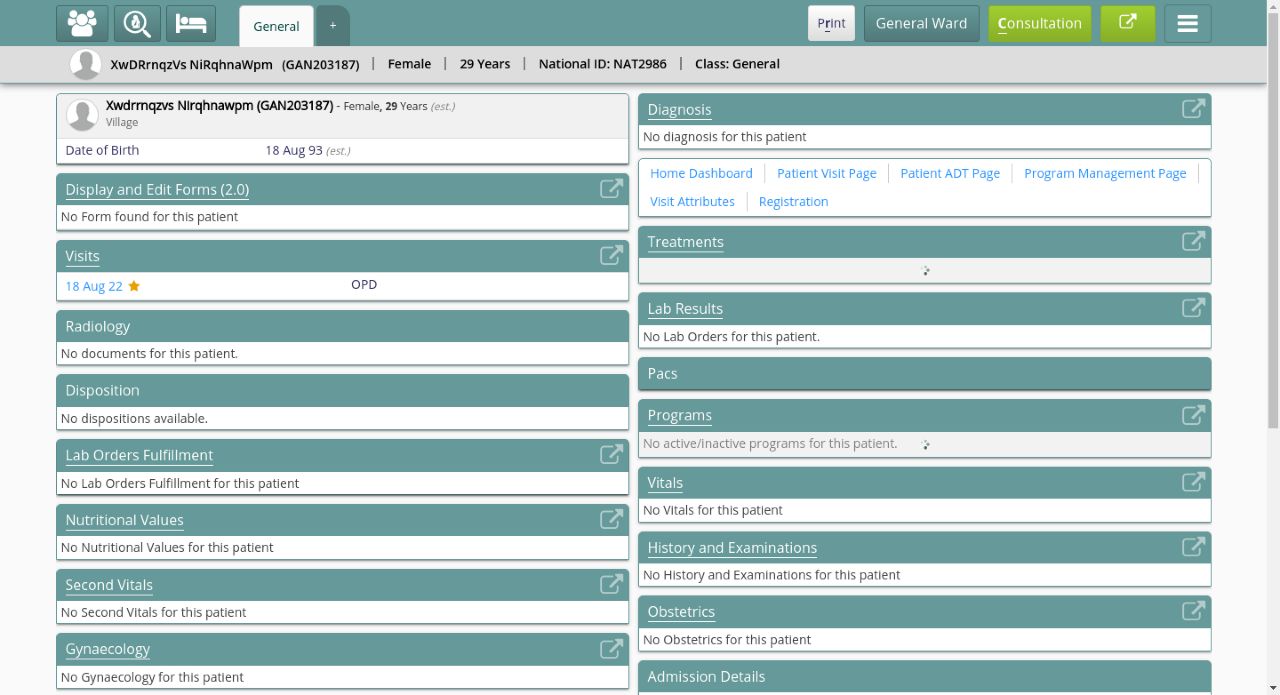 General
+
Print
General Ward
Consultation
XwDRrnqzVs NiRqhnaWpm (GAN203187) | Female | 29 Years | National ID: NAT2986 | Class: General
Xwdrrnqzvs Nirqhnawpm (GAN203187) - Female, 29 Years (est.)
Village
Date of Birth 18 Aug 93 (est.)
Display and Edit Forms (2.0)
No Form found for this patient
Visits
18 Aug 22 OPD
Radiology
No documents for this patient.
Disposition
No dispositions available.
Lab Orders Fulfillment
No Lab Orders Fulfillment for this patient
Nutritional Values
No Nutritional Values for this patient
Second Vitals
No Second Vitals for this patient
Gynaecology
No Gynaecology for this patient
Diagnosis
No diagnosis for this patient
Home Dashboard | Patient Visit Page | Patient ADT Page | Program Management Page |
Visit Attributes | Registration
Treatments
Lab Results
No Lab Orders for this patient.
Pacs
Programs
No active/inactive programs for this patient.
Vitals
No Vitals for this patient
History and Examinations
No History and Examinations for this patient
Obstetrics
No Obstetrics for this patient
Admission Details